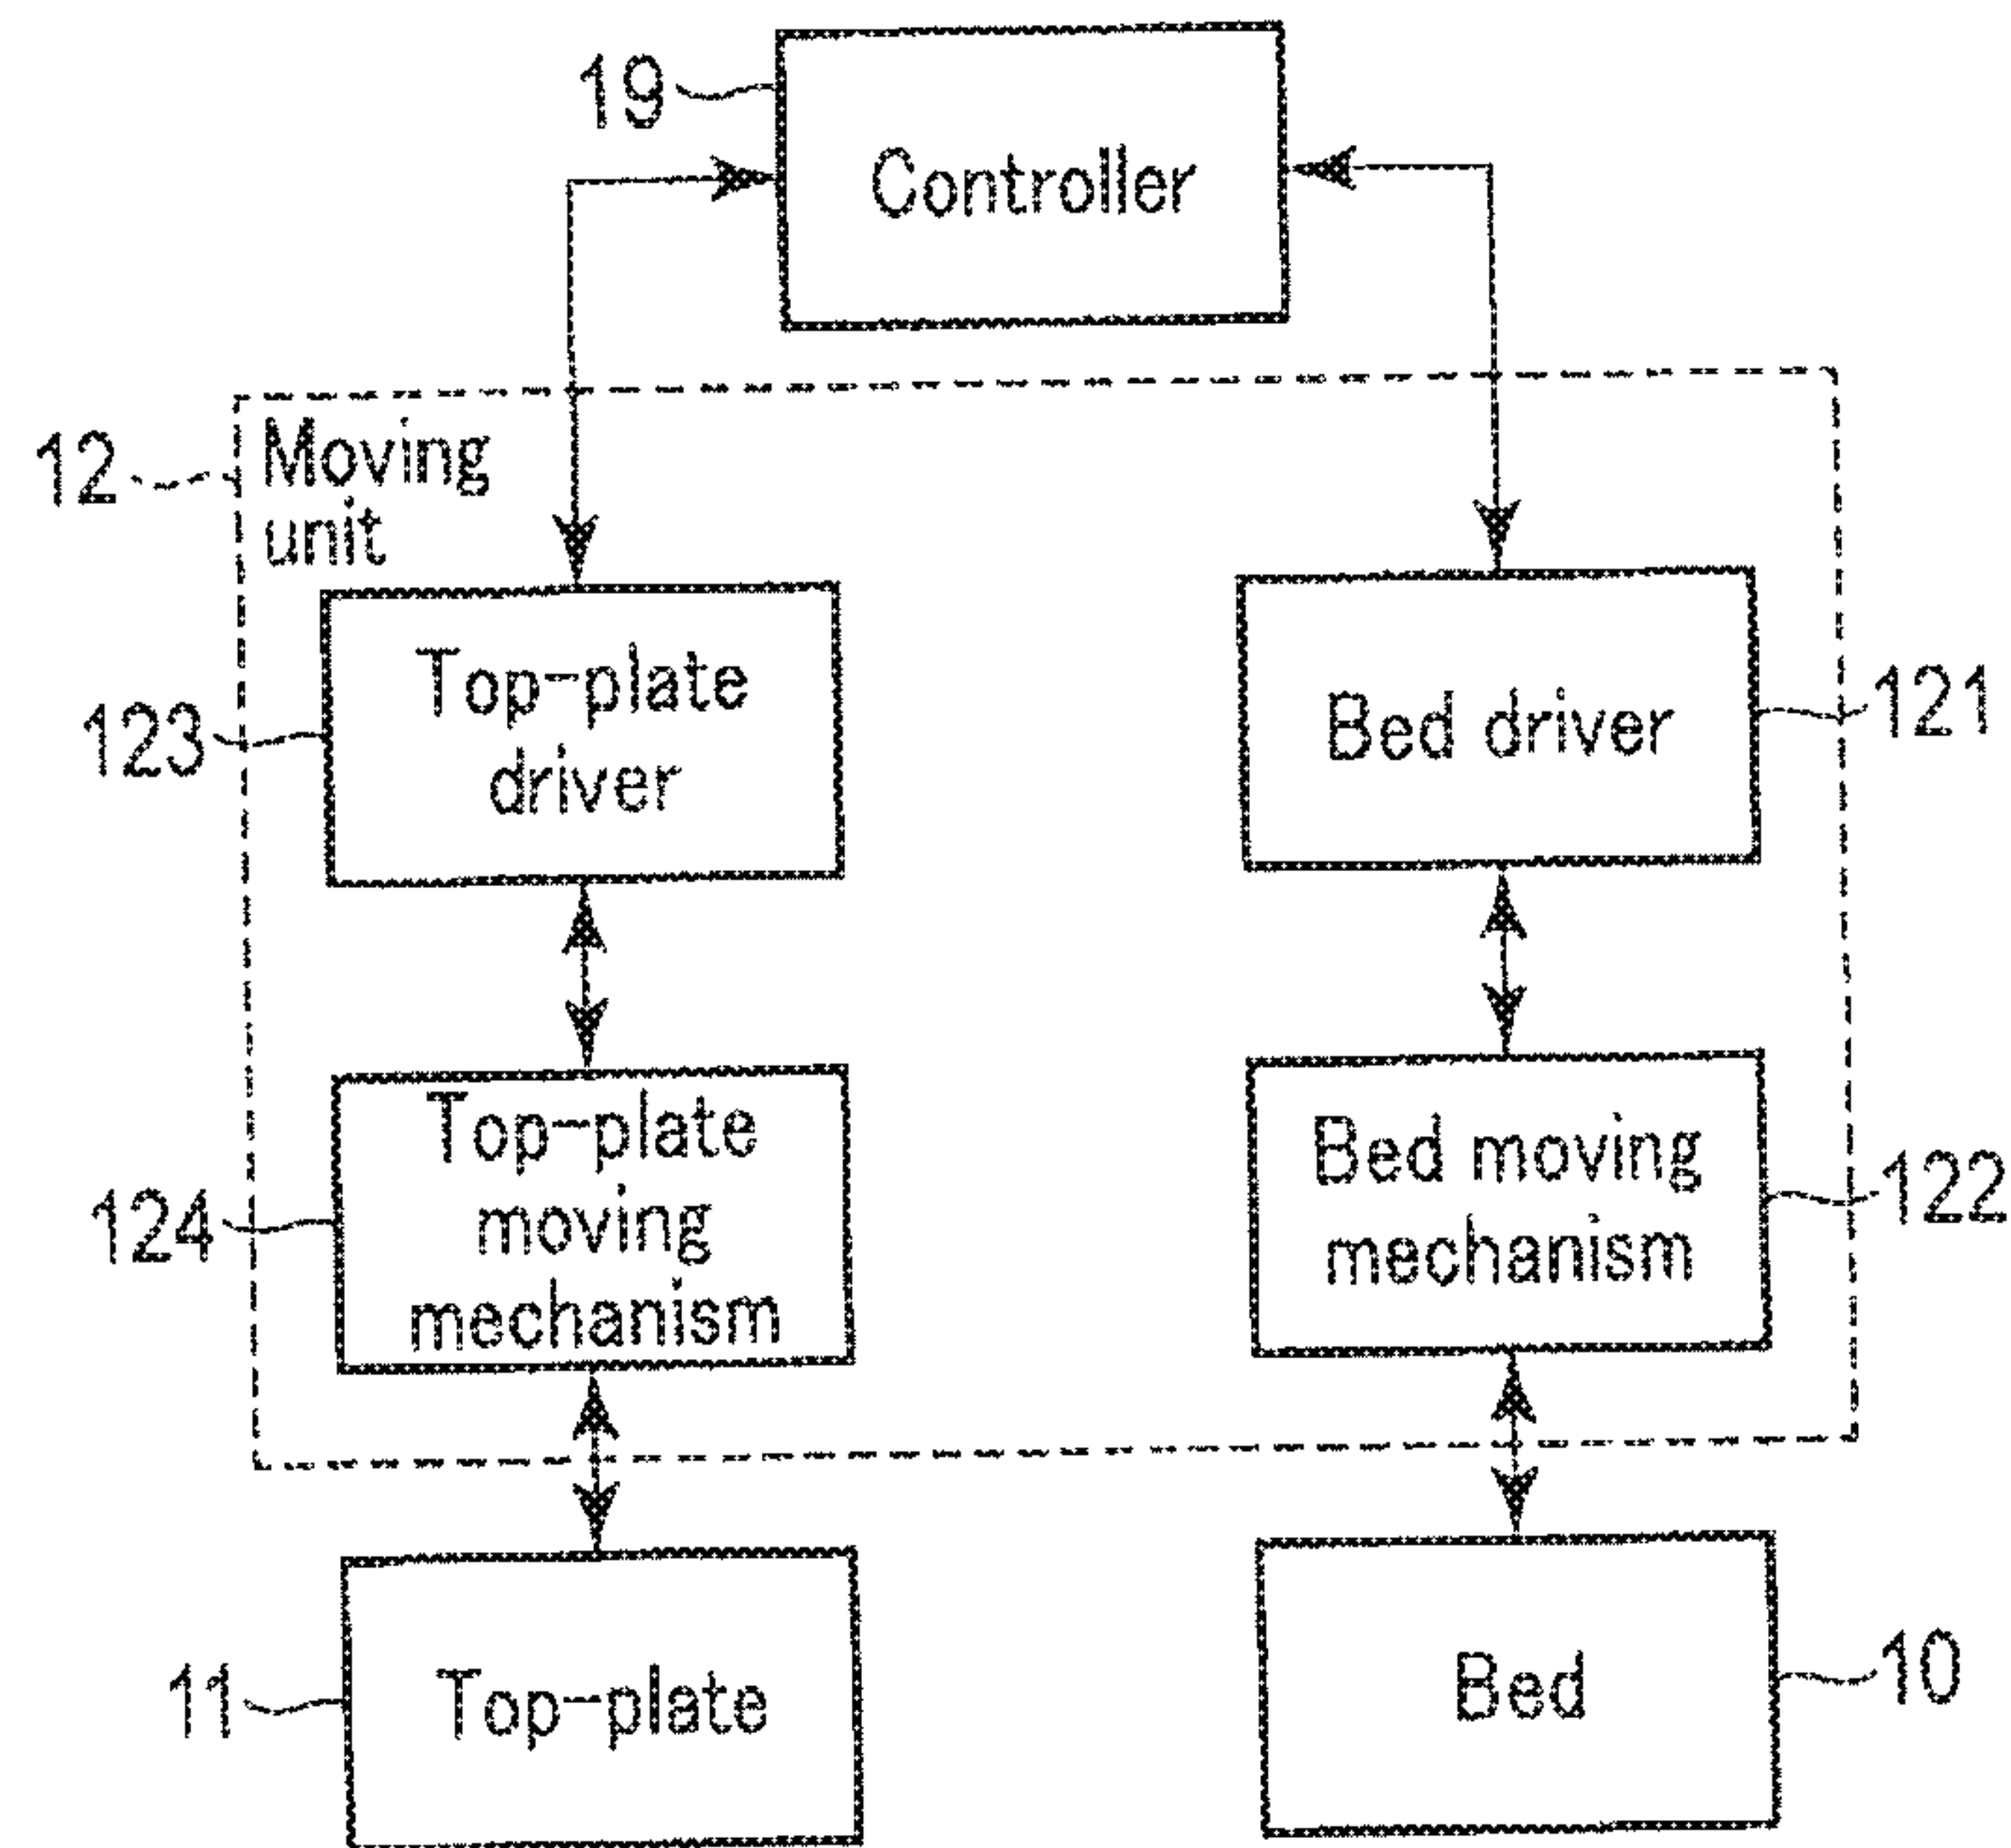 19
Controller
12
Moving
unit
123
Top-plate
driver
Bed driver
121
124
Top-plate
moving
mechanism
Bed moving
mechanism
122
11
Top-plate
Bed
10